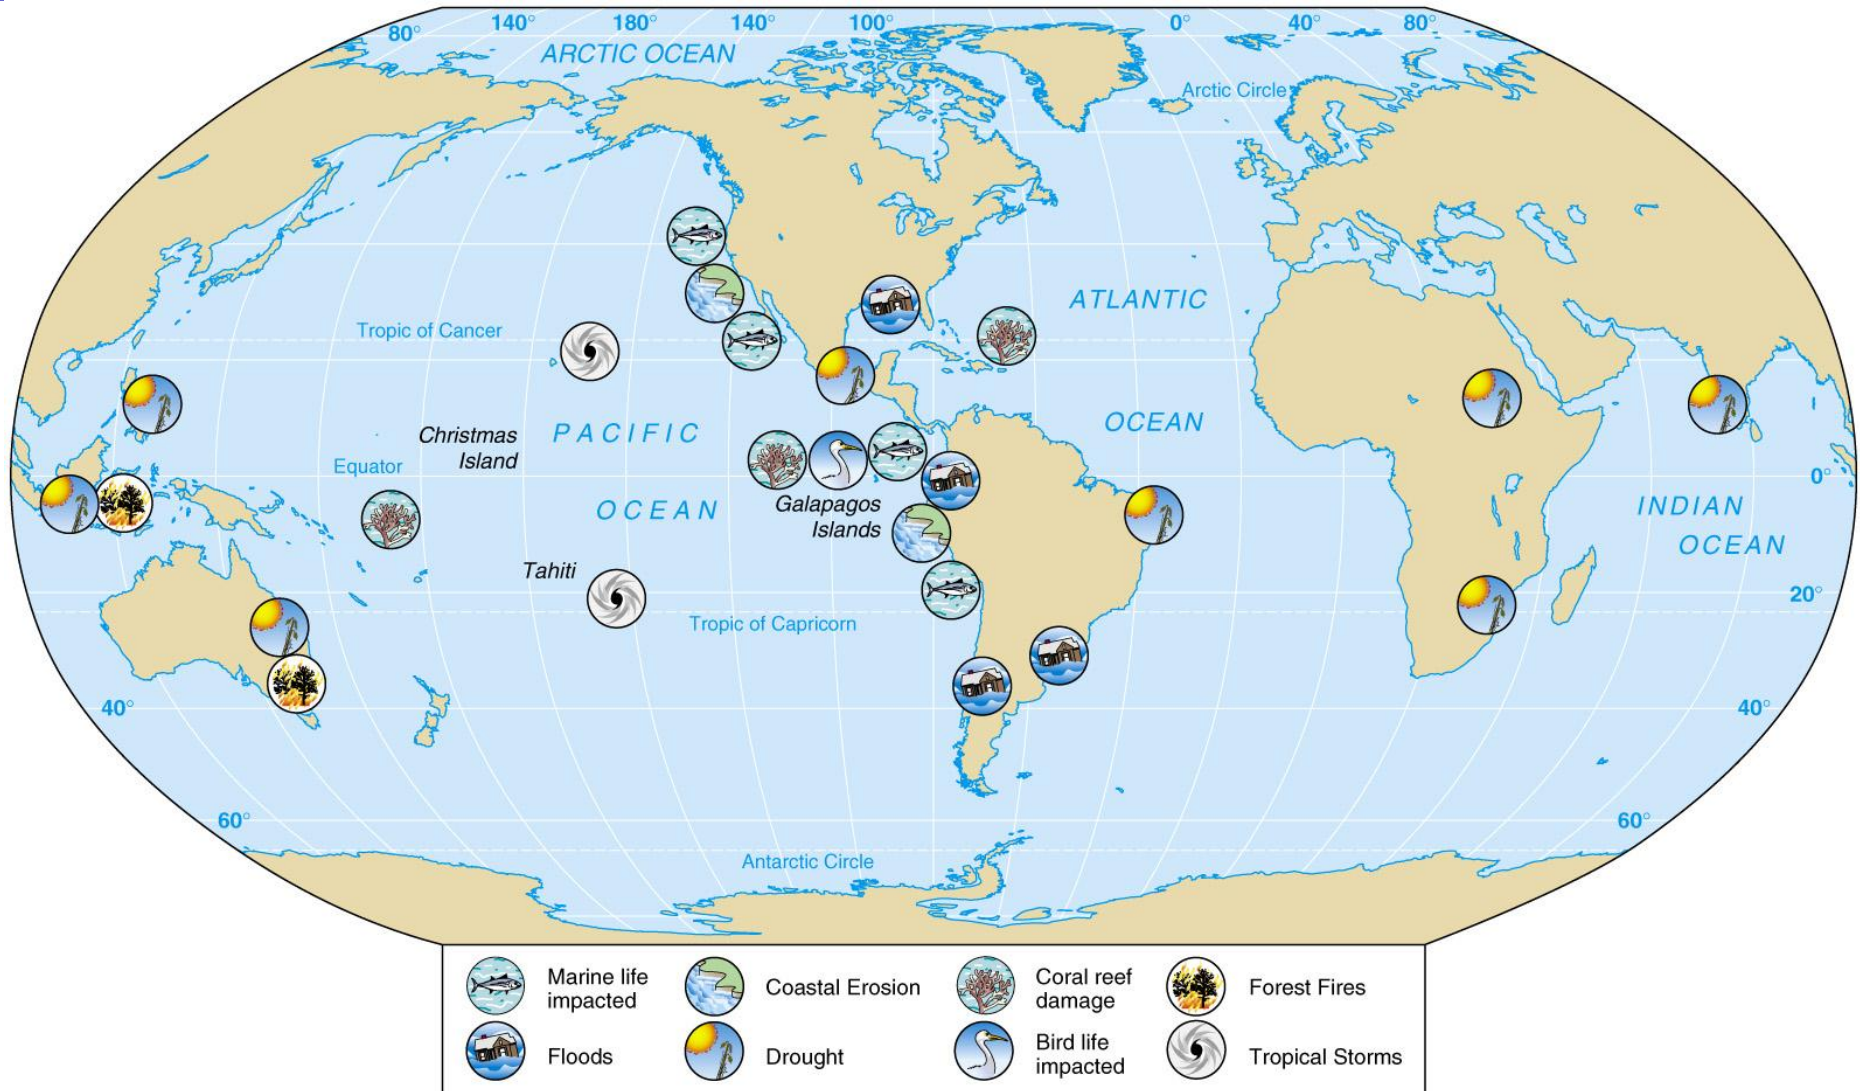 140°
180°
140°
100°
0°
40°
80°
80°
ARCTIC OCEAN
Arctic Circle
ATLANTIC
Tropic of Cancer
Christmas
Island
PACIFIC
OCEAN
Equator
0°
Galapagos
Islands
OCEAN
INDIAN
OCEAN
Tahiti
20°
Tropic of Capricorn
40°
40°
60°
60°
Antarctic Circle
Marine life
impacted
Coastal Erosion
Coral reef
damage
Forest Fires
Floods
Drought
Bird life
impacted
Tropical Storms